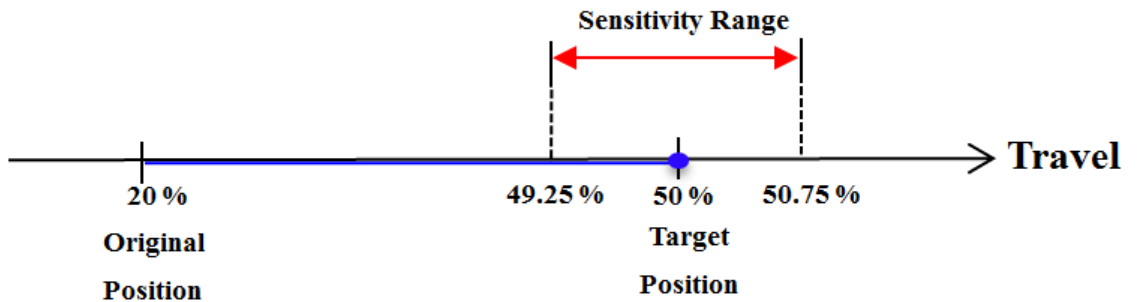 Sensitivity Range
Travel
20 %
49.25 %
50 %
50.75 %
Original
Position
Target
Position